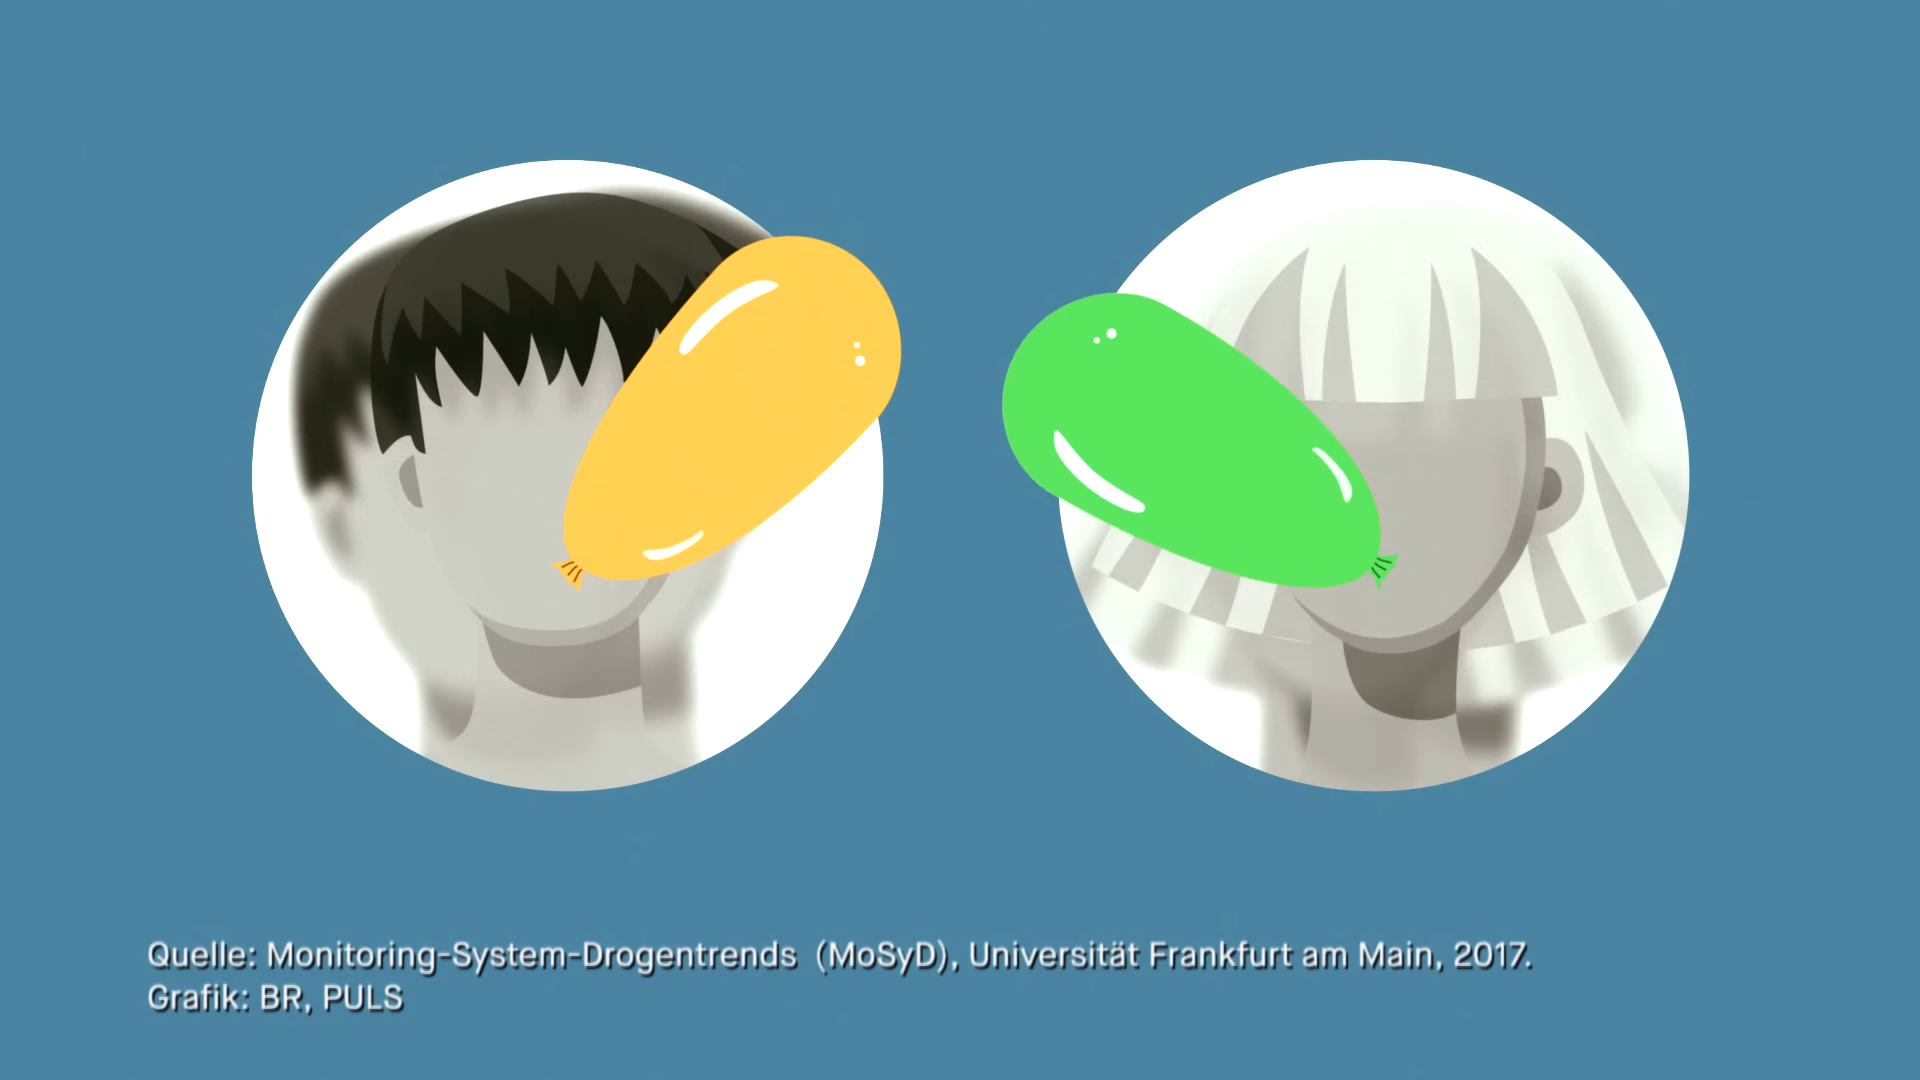 Quelle: Monitoring-System-Drogentrends (MoSyD), Universität Frankfurt am Main, 2017.
Grafik: BR, PULS